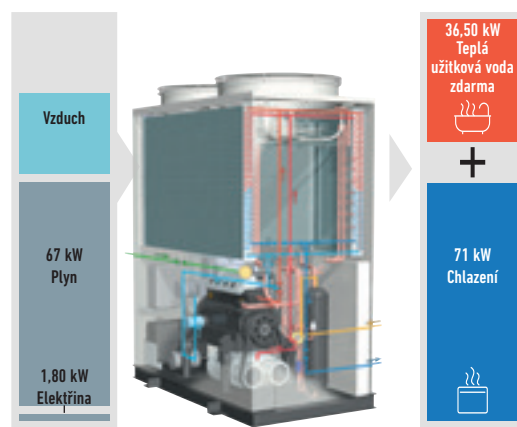 Vzduch
67 kW
Plyn
1,80 kW
Elektřina
36,50 kW
Teplá
užitková voda
zdarma
+
71 kW
Chlazení